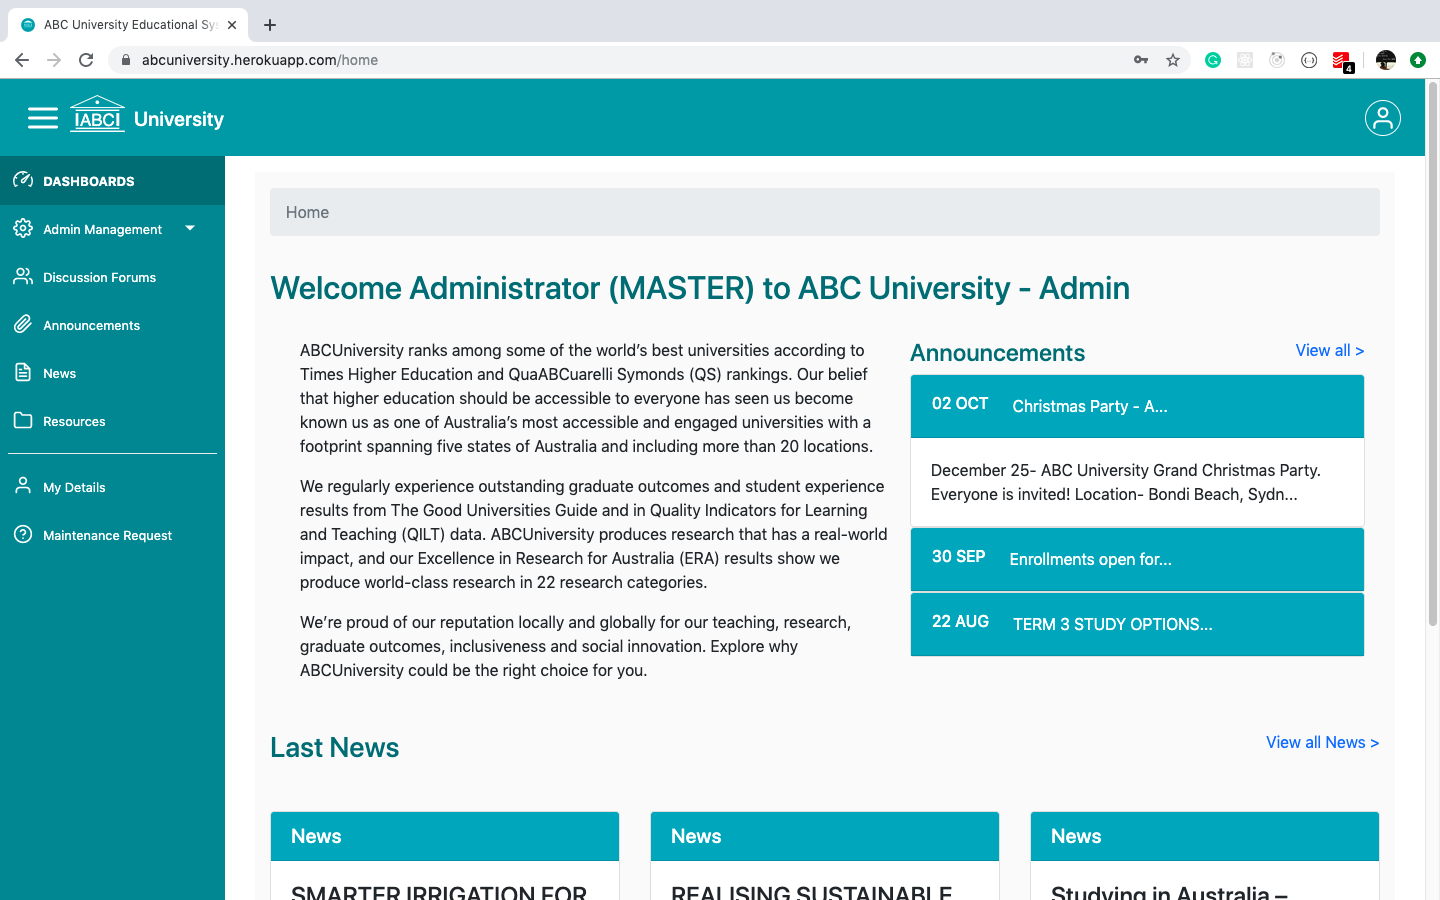 ABC University Educational Sy
abcuniversity.herokuapp.com/home
4
IABCI University
DASHBOARDS
Admin Management
Discussion Forums
Announcements
News
Resources
My Details
Maintenance Request
Home
Welcome Administrator (MASTER) to ABC University - Admin
ABCUniversity ranks among some of the world's best universities according to
Times Higher Education and QuaABCuarelli Symonds (QS) rankings. Our belief
that higher education should be accessible to everyone has seen us become
known us as one of Australia's most accessible and engaged universities with a
footprint spanning five states of Australia and including more than 20 locations.
We regularly experience outstanding graduate outcomes and student experience
results from The Good Universities Guide and in Quality Indicators for Learning
and Teaching (QILT) data. ABCUniversity produces research that has a real-world
impact, and our Excellence in Research for Australia (ERA) results show we
produce world-class research in 22 research categories.
We're proud of our reputation locally and globally for our teaching, research,
graduate outcomes, inclusiveness and social innovation. Explore why
ABCUniversity could be the right choice for you.
Announcements
View all >
02 OCT Christmas Party - A...
December 25- ABC University Grand Christmas Party.
Everyone is invited! Location- Bondi Beach, Sydn...
30 SEP Enrollments open for...
22 AUG TERM 3 STUDY OPTIONS...
Last News
View all News >
News
SMARTER IRRIGATION FOR
News
REALISING SUSTAINABLE
News
Studying in Australia –